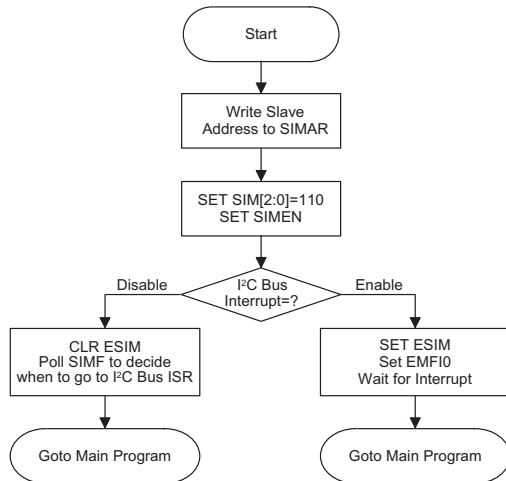 Start
Write Slave
Address to SIMAR
SET SIM[2:0]=110
SET SIMEN
I²C Bus
Interrupt=?
Disable
Enable
CLR ESIM
Poll SIMF to decide
when to go to I²C Bus ISR
SET ESIM
Set EMFI0
Wait for Interrupt
Goto Main Program
Goto Main Program